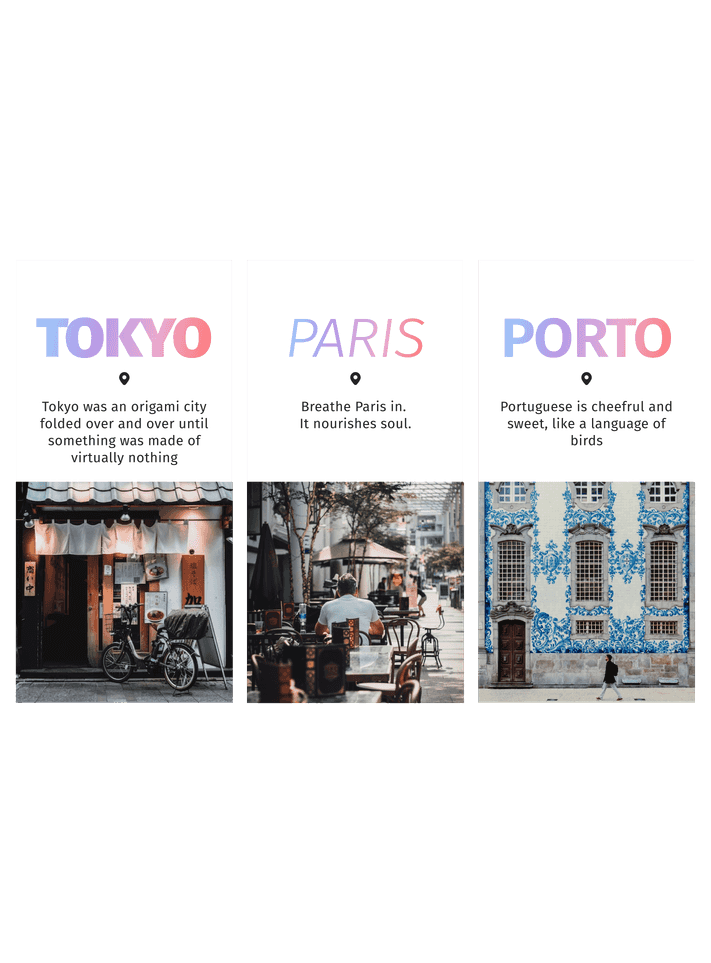 TOKYO
Tokyo was an origami city
folded over and over until
something was made of
virtually nothing
PARIS
Breathe Paris in.
It nourishes soul.
PORTO
Portuguese is cheefrul and
sweet, like a language of
birds